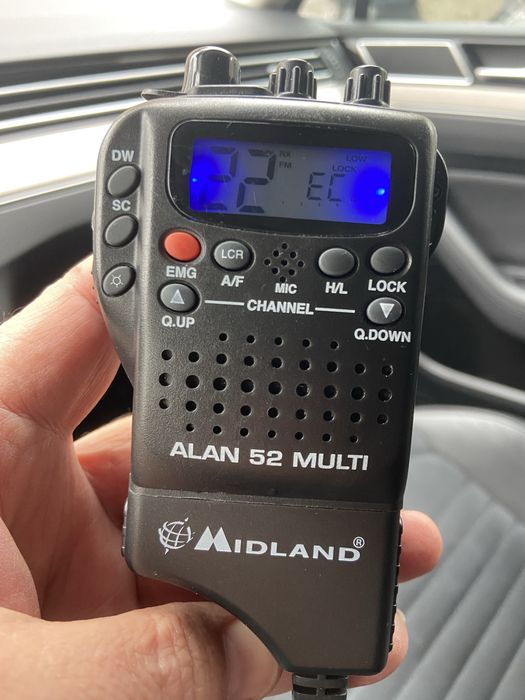 22
RX
FM
EC
LOW
LOCK
DW
SC
EMG
LCR
A/F
MIC
H/L
LOCK
CHANNEL
Q.UP
Q.DOWN
ALAN 52 MULTI
MIDLAND®